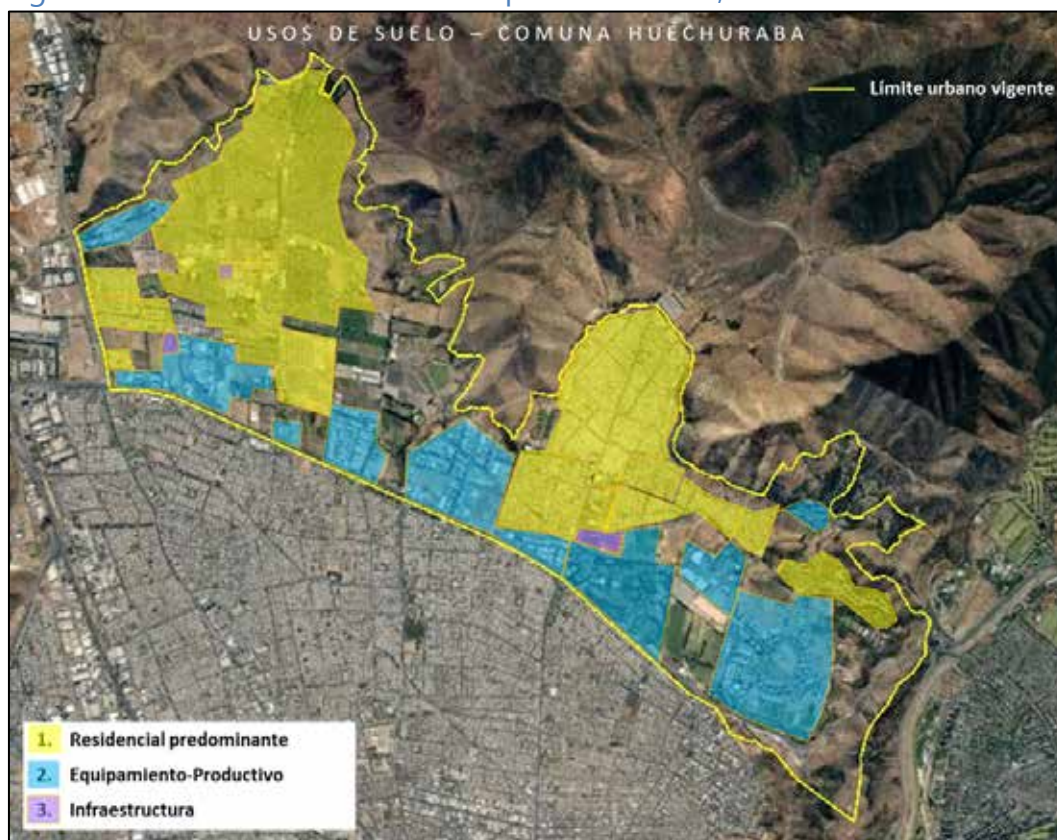 USOS DE SUELO – COMUNA HUECHURABA
Límite urbano vigente
1. Residencial predominante
2. Equipamiento-Productivo
3. Infraestructura